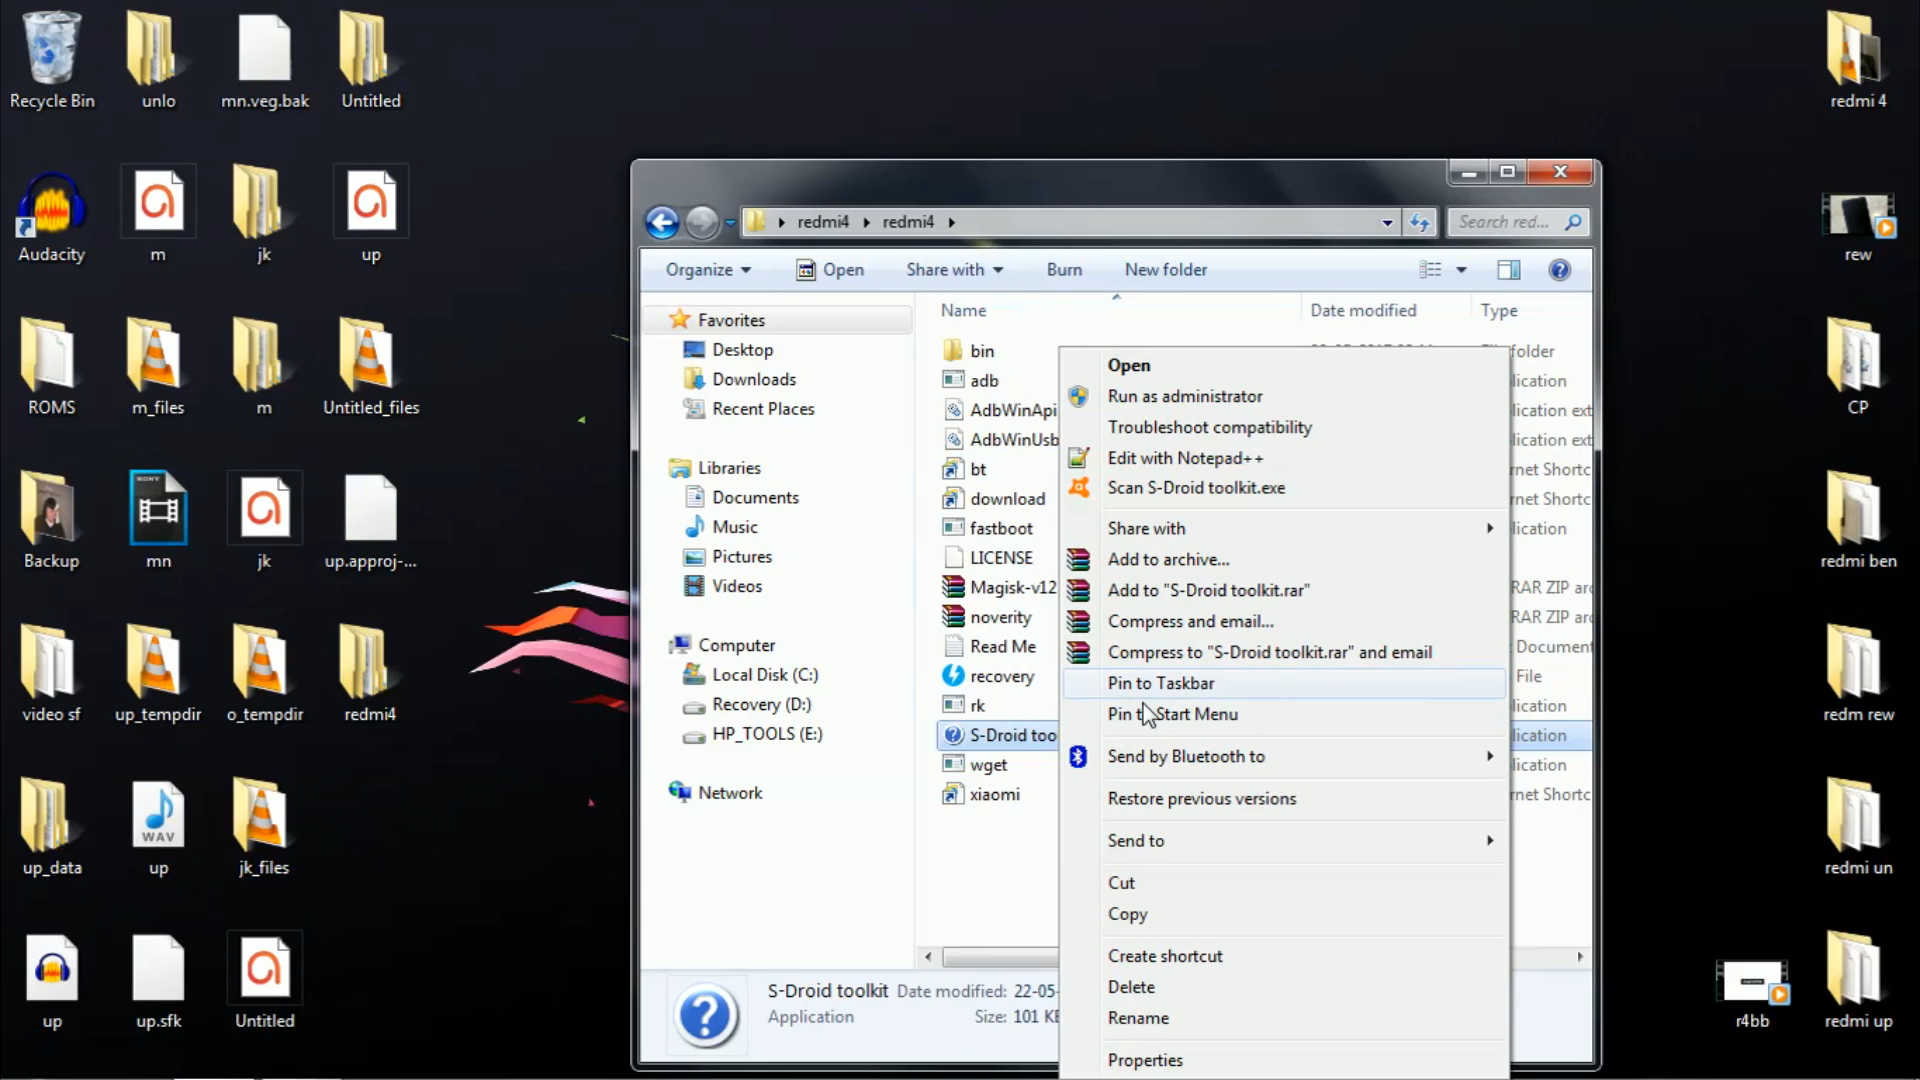 Recycle Bin
unlo
mn.veg.bak
Untitled
redmi 4
Audacity
m
jk
up
rew
ROMS
m_files
m
Untitled_files
CP
Backup
mn
SONY
jk
up.approj-...
redmi ben
video sf
up_tempdir
o_tempdir
redmi4
redm rew
up_data
up
WAV
jk_files
redmi un
up
up.sfk
Untitled
r4bb
redmi up
redmi4
redmi4
Search red...
Organize
Open
Share with
Burn
New folder
Favorites
Desktop
Downloads
Recent Places
Libraries
Documents
Music
Pictures
Videos
Computer
Local Disk (C:)
Recovery (D:)
HP_TOOLS (E:)
Network
Name
Date modified
Type
bin
folder
adb
lication
AdbWinApi
lication ext
AdbWinUsb
lication ext
bt
rnet Shortc
download
rnet Shortc
fastboot
lication
LICENSE
Magisk-v12
RAR ZIP arc
noverity
RAR ZIP arc
Read Me
t Document
recovery
File
rk
lication
S-Droid too
lication
wget
lication
xiaomi
rnet Shortc
Open
Run as administrator
Troubleshoot compatibility
Edit with Notepad++
Scan S-Droid toolkit.exe
Share with
Add to archive...
Add to "S-Droid toolkit.rar"
Compress and email...
Compress to "S-Droid toolkit.rar" and email
Pin to Taskbar
Pin to Start Menu
Send by Bluetooth to
Restore previous versions
Send to
Cut
Copy
Create shortcut
Delete
Rename
Properties
S-Droid toolkit Date modified: 22-05-
Application Size: 101 KB